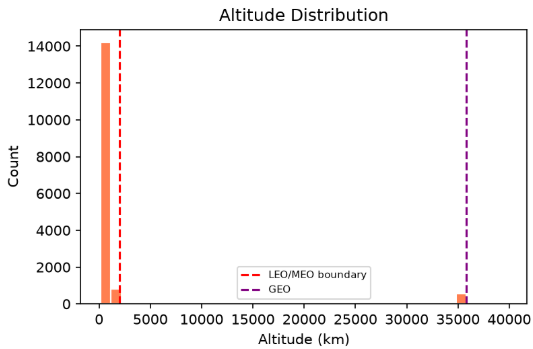 Altitude Distribution
14000
12000
10000
8000
6000
4000
2000
0
Count
LEO/MEO boundary
GEO
0 5000 10000 15000 20000 25000 30000 35000 40000
Altitude (km)